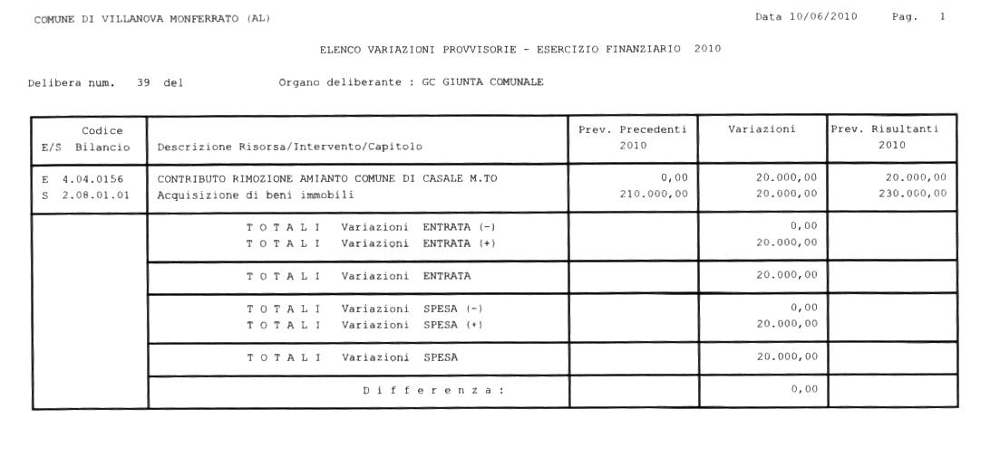 COMUNE DI VILLANOVA MONFERRATO (AL) Data 10/06/2010 Pag. 1
ELENCO VARIAZIONI PROVVISORIE - ESERCIZIO FINANZIARIO 2010
Delibera num. 39 del Organo deliberante : GC GIUNTA COMUNALE
Codice Prev. Precedenti Variazioni Prev. Risultanti
E/S Bilancio Descrizione Risorsa/Intervento/Capitolo 2010 2010
E 4.04.0156 CONTRIBUTO RIMOZIONE AMIANTO COMUNE DI CASALE M.TO 0,00 20.000,00 20.000,00
S 2.08.01.01 Acquisizione di beni immobili 210.000,00 20.000,00 230.000,00
T O T A L I Variazioni ENTRATA (-) 0,00
T O T A L I Variazioni ENTRATA (+) 20.000,00
T O T A L I Variazioni ENTRATA 20.000,00
T O T A L I Variazioni SPESA (-) 0,00
T O T A L I Variazioni SPESA (+) 20.000,00
T O T A L I Variazioni SPESA 20.000,00
D i f f e r e n z a : 0,00